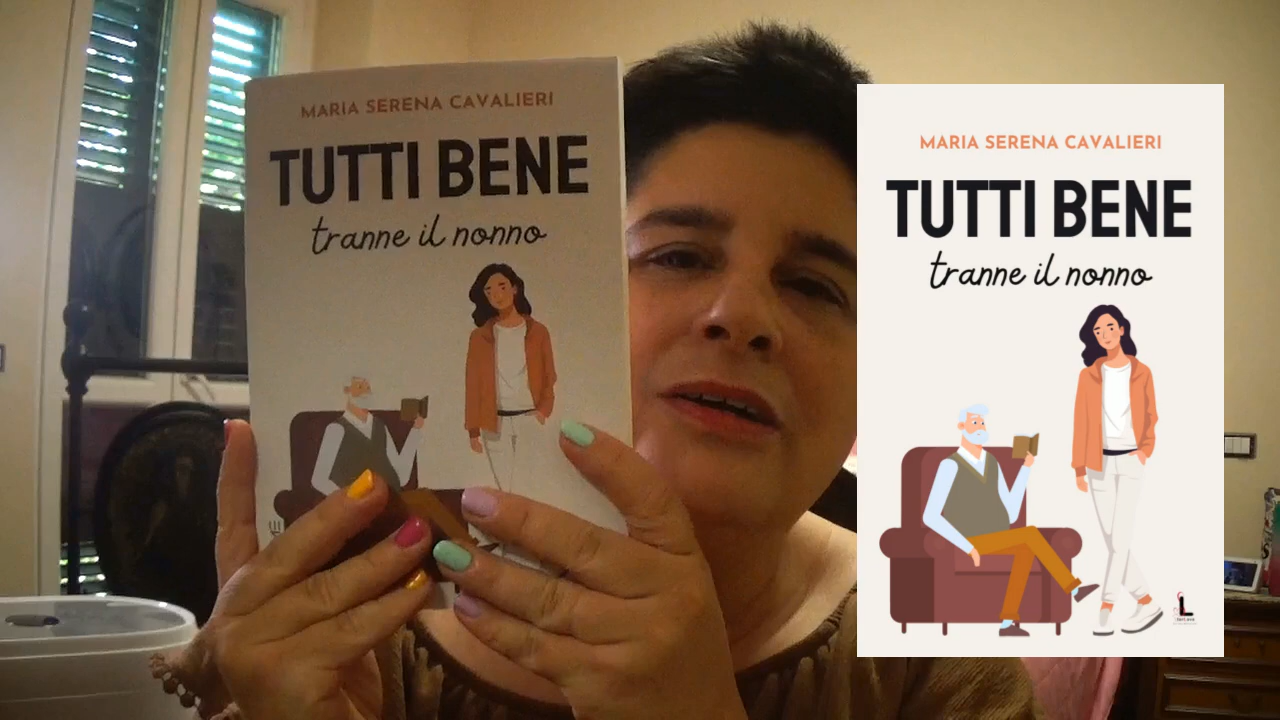 MARIA SERENA CAVALIERI
TUTTI BENE
tranne il nonno
MARIA SERENA CAVALIERI
TUTTI BENE
tranne il nonno
L